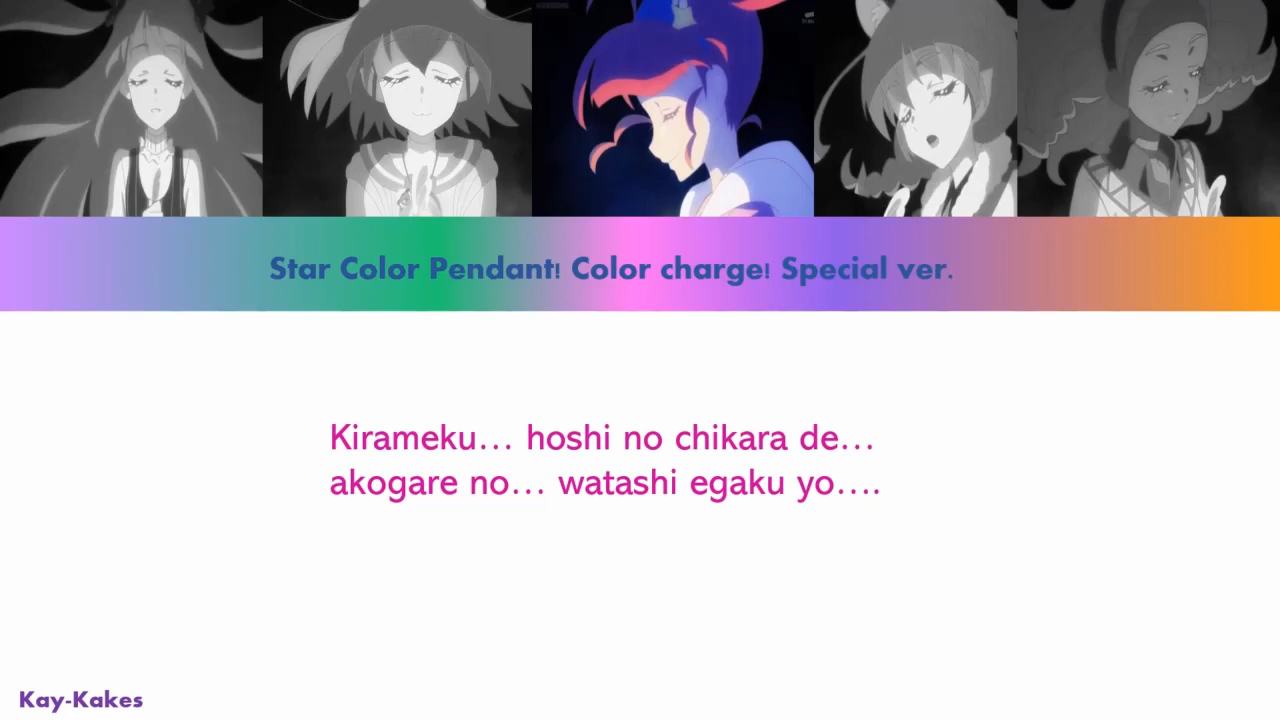 Star Color Pendant! Color charge! Special ver.
Kirameku… hoshi no chikara de…
akogare no… watashi egaku yo….
Kay-Kakes